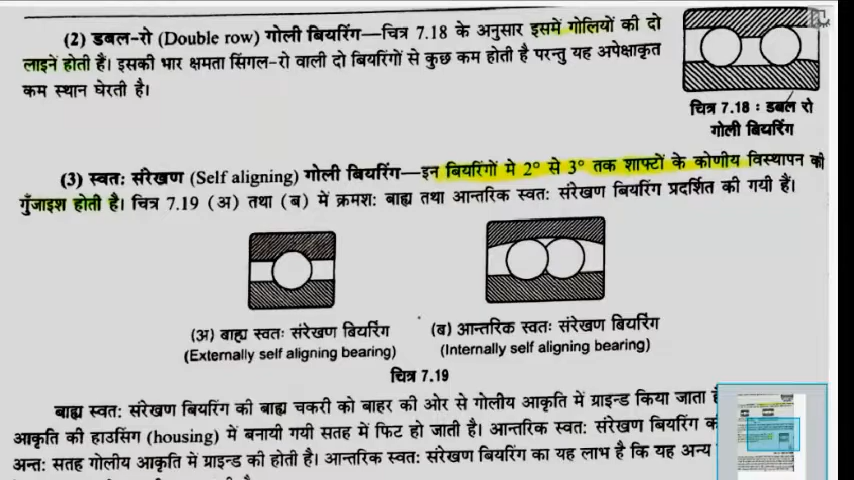 (2) डबल-रो (Double row) गोली बियरिंग—चित्र 7.18 के अनुसार इसमें गोलियों की दो
लाइनें होती हैं। इसकी भार क्षमता सिंगल-रो वाली दो बियरिंगों से कुछ कम होती है परन्तु यह अपेक्षाकृत
कम स्थान घेरती है।
चित्र 7.18 : डबल रो
गोली बियरिंग
(3) स्वतः संरेखण (Self aligning) गोली बियरिंग—इन बियरिंगों मे 2° से 3° तक शाफ्टों के कोणीय विस्थापन की
गुँजाइश होती है। चित्र 7.19 (अ) तथा (ब) में क्रमशः बाह्य तथा आन्तरिक स्वतः संरेखण बियरिंग प्रदर्शित की गयी हैं।
(अ) बाह्य स्वतः संरेखण बियरिंग
(Externally self aligning bearing)
(ब) आन्तरिक स्वतः संरेखण बियरिंग
(Internally self aligning bearing)
चित्र 7.19
बाह्य स्वतः संरेखण बियरिंग की बाह्य चकरी को बाहर की ओर से गोलीय आकृति में ग्राइन्ड किया जाता
आकृति की हाउसिंग (housing) में बनायी गयी सतह में फिट हो जाती है। आन्तरिक स्वतः संरेखण बियरिंग
अन्तः सतह गोलीय आकृति में ग्राइन्ड की होती है। आन्तरिक स्वतः संरेखण बियरिंग का यह लाभ है कि यह अन्य